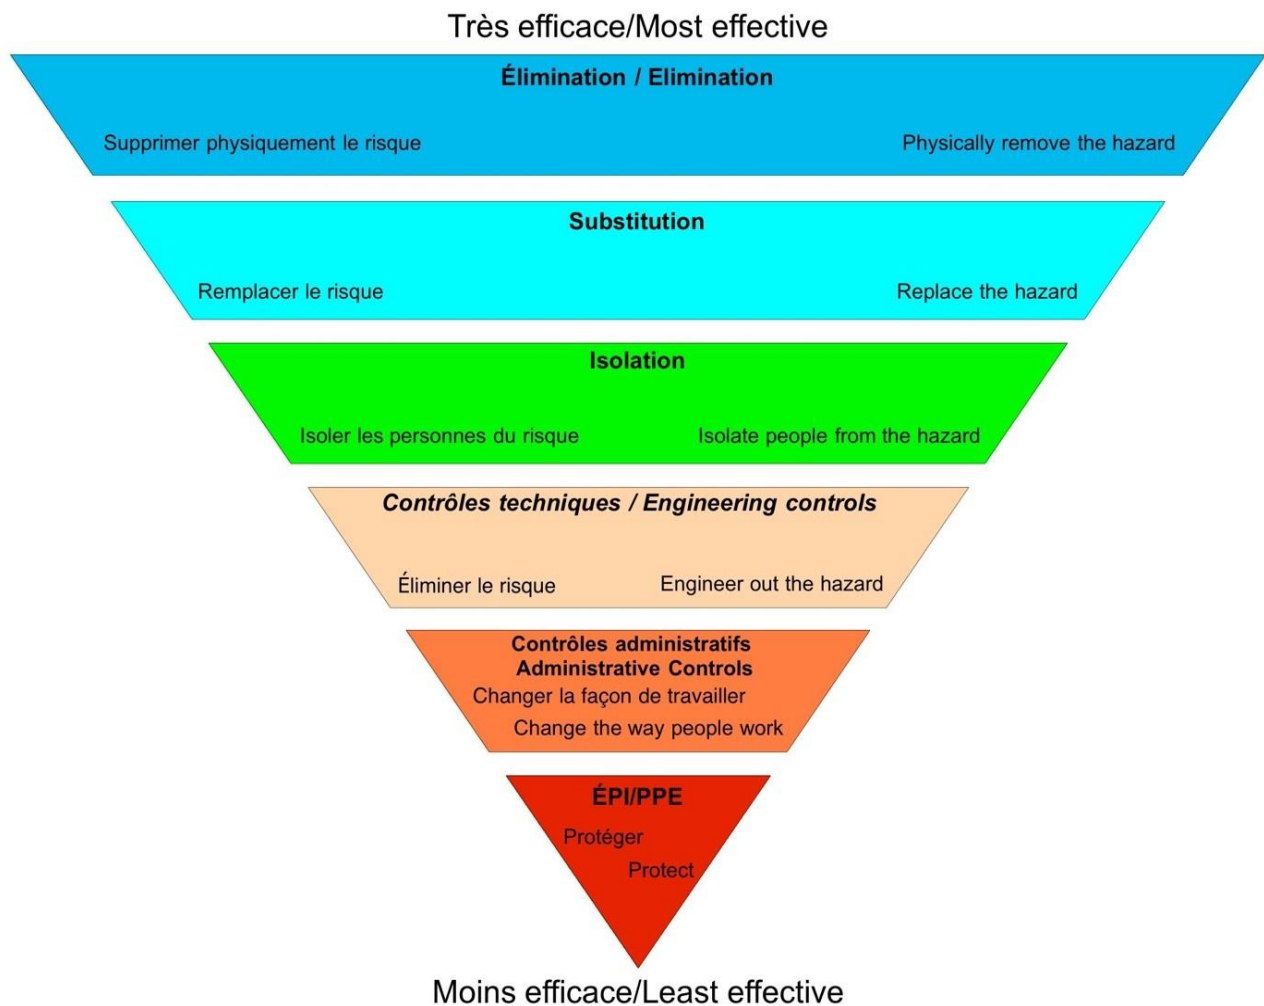 Très efficace/Most effective
Élimination / Elimination
Supprimer physiquement le risque
Physically remove the hazard
Substitution
Remplacer le risque
Replace the hazard
Isolation
Isoler les personnes du risque
Isolate people from the hazard
Contrôles techniques / Engineering controls
Éliminer le risque
Engineer out the hazard
Contrôles administratifs
Administrative Controls
Changer la façon de travailler
Change the way people work
ÉPI/PPE
Protéger
Protect
Moins efficace/Least effective